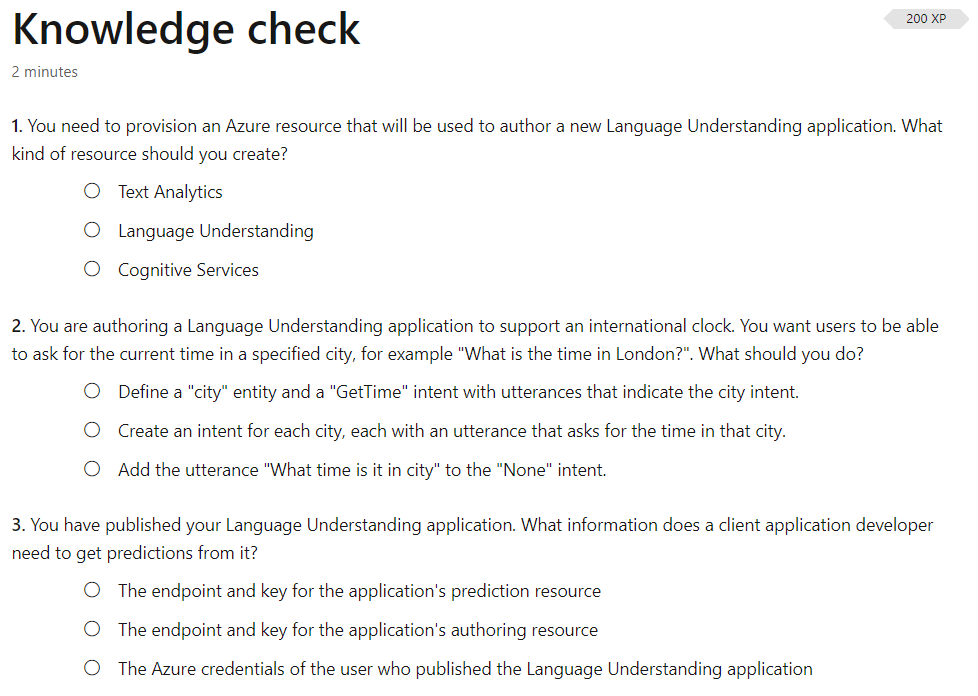 Knowledge check
200 XP
2 minutes
1. You need to provision an Azure resource that will be used to author a new Language Understanding application. What
kind of resource should you create?
Text Analytics
Language Understanding
Cognitive Services
2. You are authoring a Language Understanding application to support an international clock. You want users to be able
to ask for the current time in a specified city, for example "What is the time in London?". What should you do?
Define a "city" entity and a "GetTime" intent with utterances that indicate the city intent.
Create an intent for each city, each with an utterance that asks for the time in that city.
Add the utterance "What time is it in city" to the "None" intent.
3. You have published your Language Understanding application. What information does a client application developer
need to get predictions from it?
The endpoint and key for the application's prediction resource
The endpoint and key for the application's authoring resource
The Azure credentials of the user who published the Language Understanding application